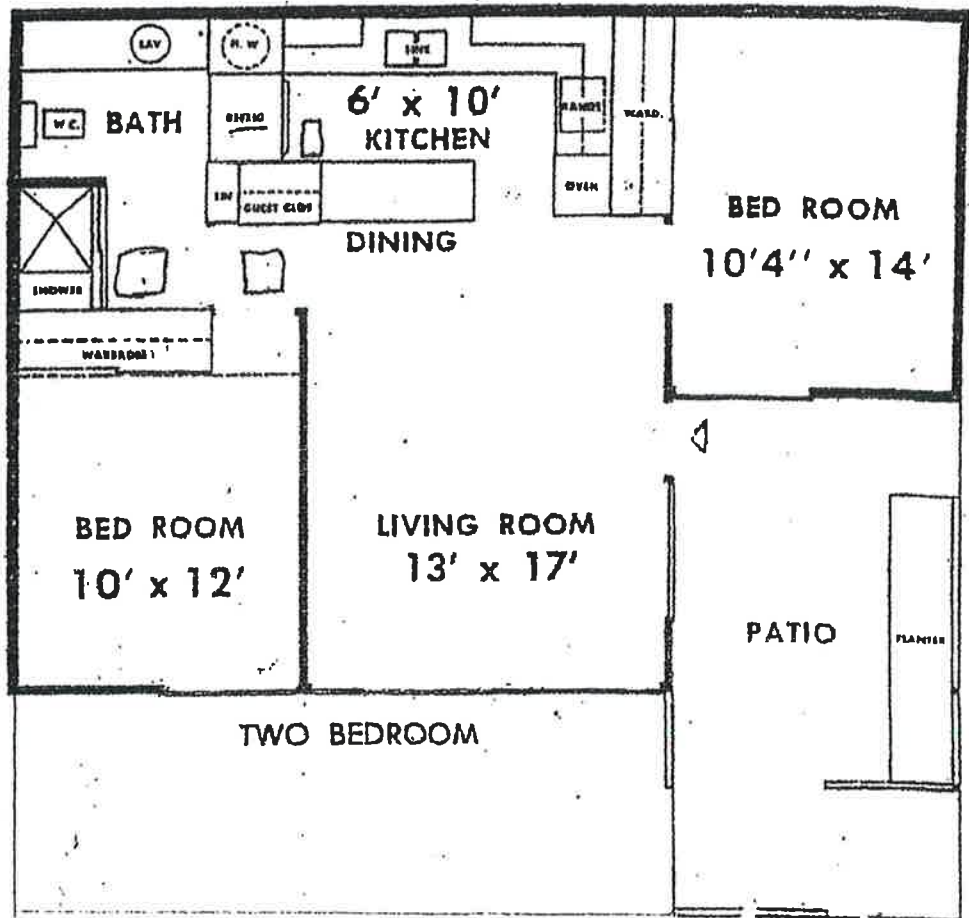 LAV
H. W
SINK
6' x 10'
KITCHEN
W.C.
BATH
RANGE
WARD.
OVEN
LIN
GUEST CLOS
DINING
BED ROOM
10'4'' x 14'
SHOWER
WARDROBE
BED ROOM
10' x 12'
LIVING ROOM
13' x 17'
PATIO
PLANTER
TWO BEDROOM